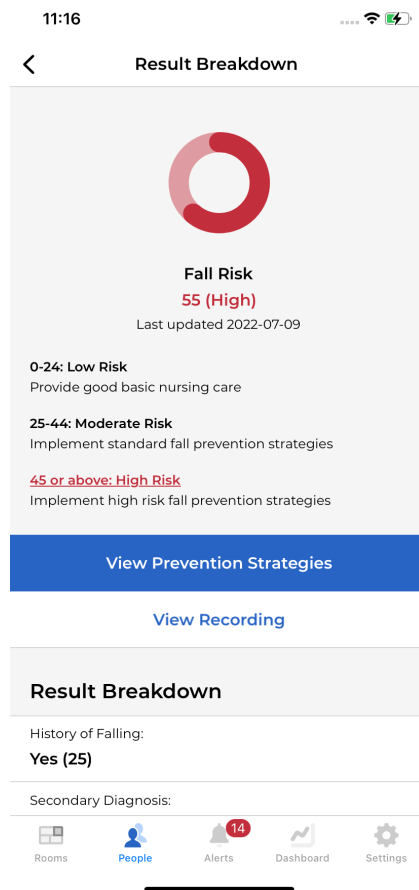 11:16
Result Breakdown
Fall Risk
55 (High)
Last updated 2022-07-09
0-24: Low Risk
Provide good basic nursing care
25-44: Moderate Risk
Implement standard fall prevention strategies
45 or above: High Risk
Implement high risk fall prevention strategies
View Prevention Strategies
View Recording
Result Breakdown
History of Falling:
Yes (25)
Secondary Diagnosis:
14
Rooms People Alerts Dashboard Settings